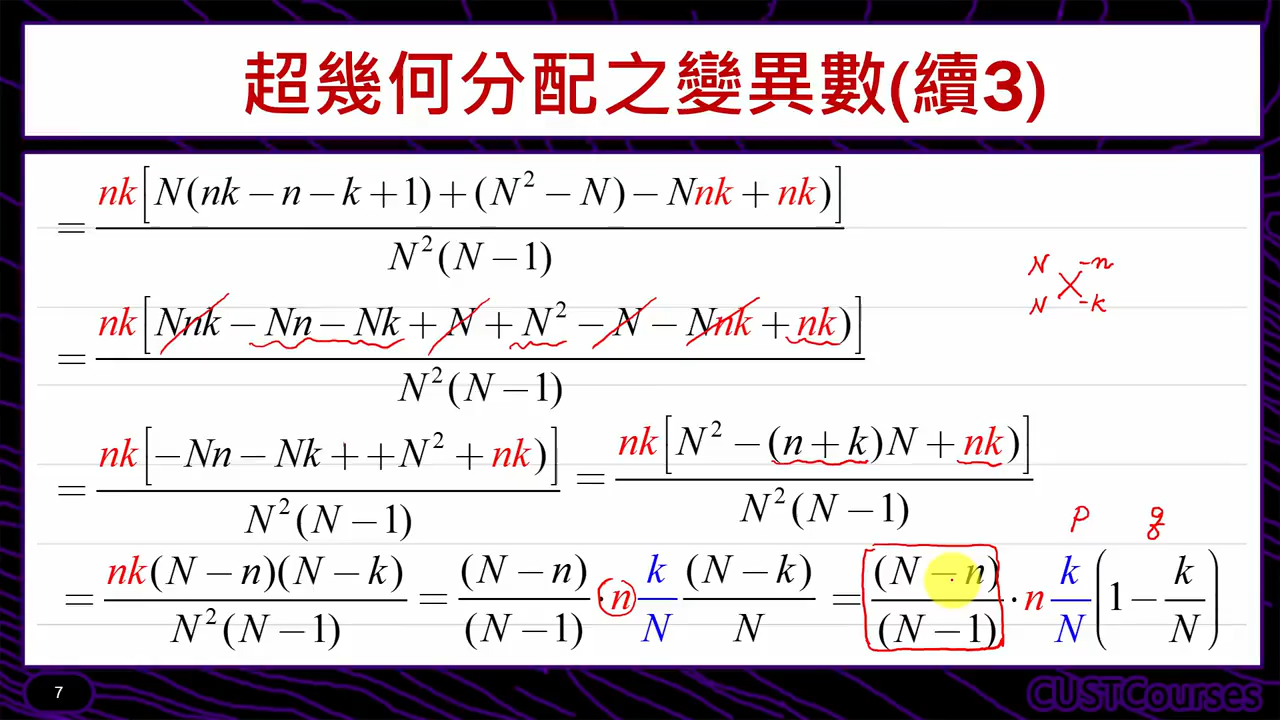 超幾何分配之變異數(續3)
= nk[N(nk − n − k + 1) + (N² − N) − Nnk + nk)] / N²(N − 1)
N −n
N −k
= nk[Nnk − Nn − Nk + N + N² − N − Nnk + nk)] / N²(N − 1)
= nk[−Nn − Nk + +N² + nk)] / N²(N − 1) = nk[N² − (n + k)N + nk)] / N²(N − 1)
p q
= nk(N − n)(N − k) / N²(N − 1) = (N − n) / (N − 1) · n k / N (N − k) / N = (N − n) / (N − 1) · n k / N (1 − k / N)
7
CUSTCourses